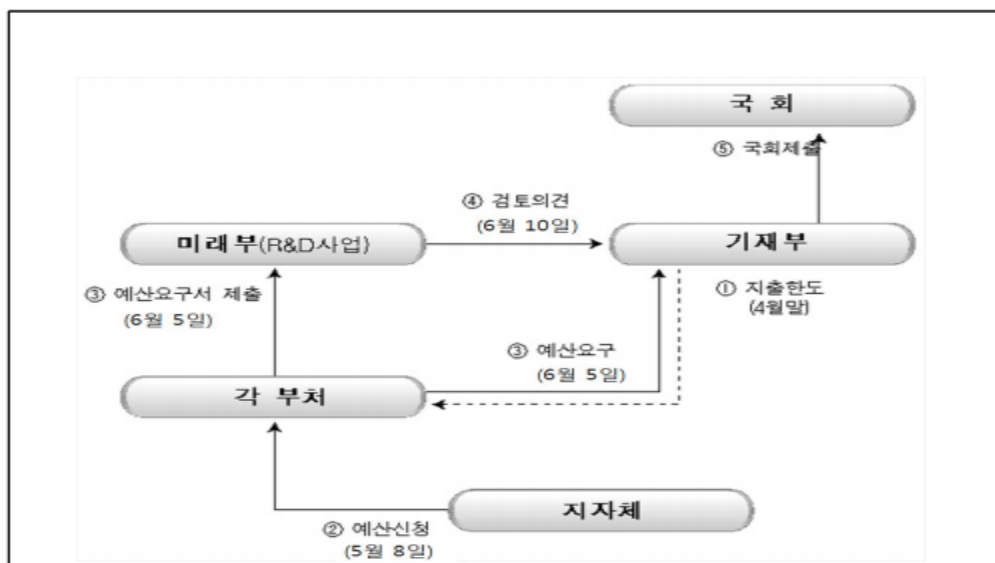 국 회
⑤ 국회제출
④ 검토의견
(6월 10일)
미래부(R&D사업)
기재부
③ 예산요구서 제출
(6월 5일)
① 지출한도
(4월말)
③ 예산요구
(6월 5일)
각 부처
지자체
② 예산신청
(5월 8일)